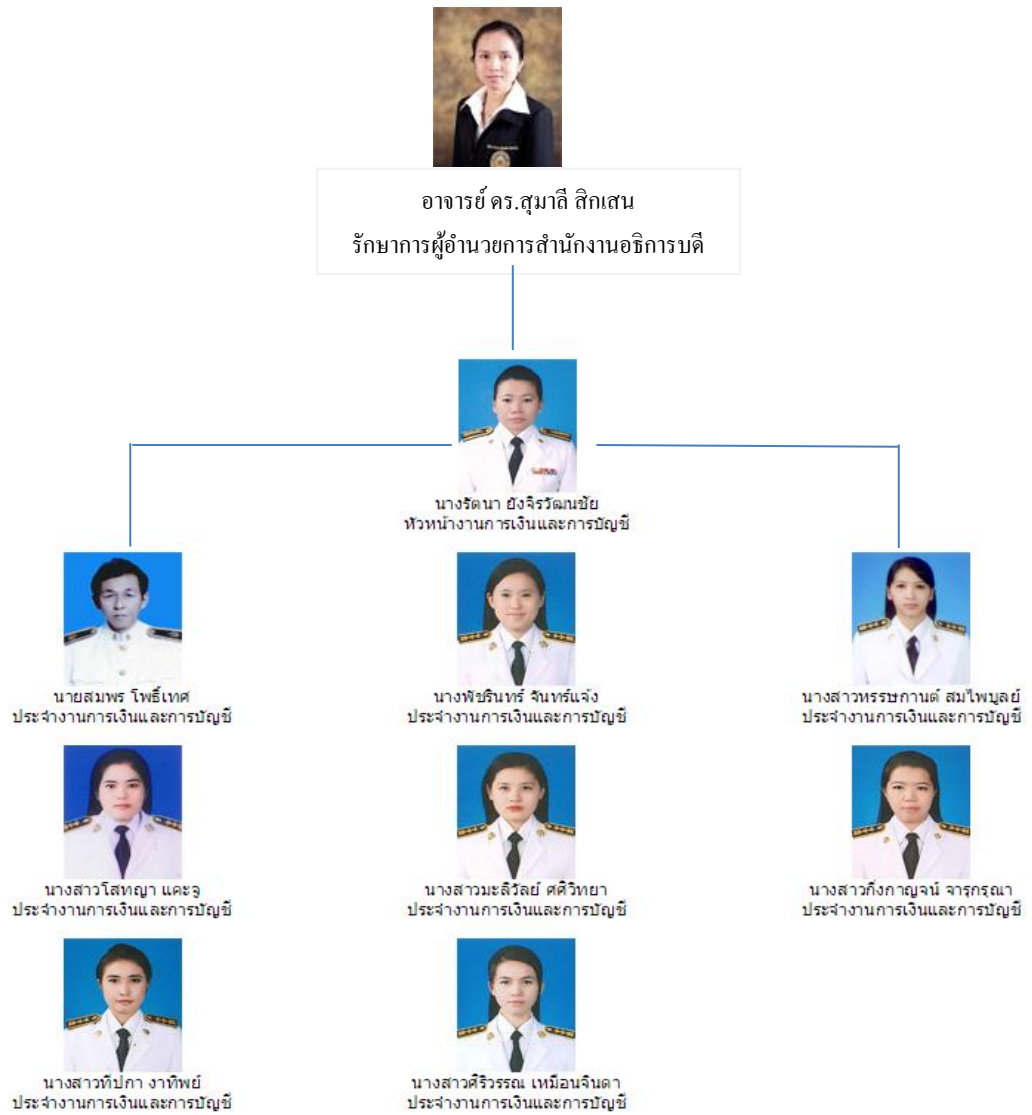 อาจารย์ ดร.สุมาลี สิกเสน
รักษาการผู้อำนวยการสำนักงานอธิการบดี
นางรัตนา ยังจิรวัฒนชัย
หัวหน้างานการเงินและการบัญชี
นายสมพร โพธิ์เทศ
ประจำงานการเงินและการบัญชี
นางพัชรินทร์ จันทร์แจ้ง
ประจำงานการเงินและการบัญชี
นางสาวหรรษกานต์ สมไพบูลย์
ประจำงานการเงินและการบัญชี
นางสาวโสทญา แคะจู
ประจำงานการเงินและการบัญชี
นางสาวมะลิวัลย์ ศศิวิทยา
ประจำงานการเงินและการบัญชี
นางสาวกิ่งกาญจน์ จารุกรุณา
ประจำงานการเงินและการบัญชี
นางสาวทีปกา งาทิพย์
ประจำงานการเงินและการบัญชี
นางสาวศิริวรรณ เหมือนจินดา
ประจำงานการเงินและการบัญชี